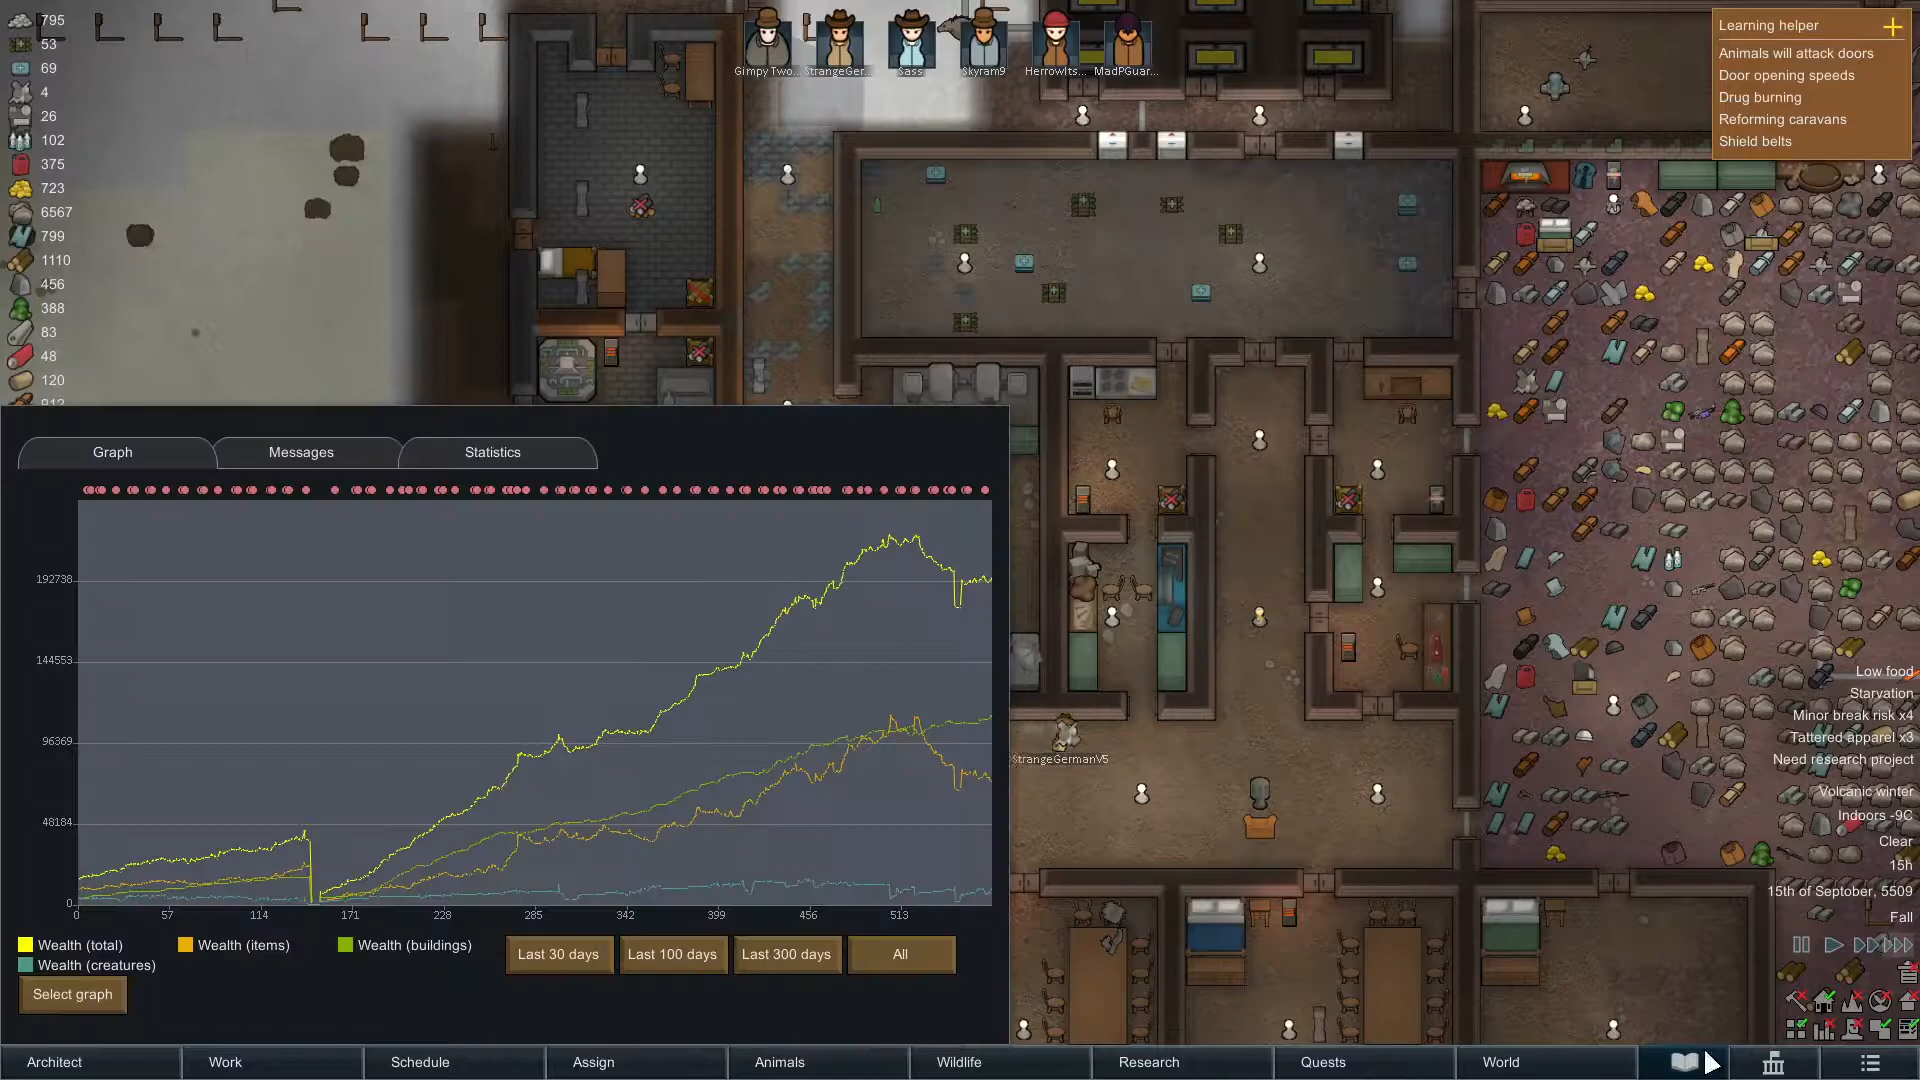 795
53
69
4
26
102
375
723
6567
799
1110
456
388
83
48
120
Gimpy Two...
StrangeGer...
Sass
Skyram9
HerrowIts...
MadPGuar...
Learning helper
Animals will attack doors
Door opening speeds
Drug burning
Reforming caravans
Shield belts
Graph
Messages
Statistics
192738
144553
96369
48184
0
0
57
114
171
228
285
342
399
456
513
Wealth (total)
Wealth (items)
Wealth (buildings)
Wealth (creatures)
Last 30 days
Last 100 days
Last 300 days
All
Select graph
StrangeGermanV5
Low food
Starvation
Minor break risk x4
Tattered apparel x3
Need research project
Volcanic winter
Indoors -9C
Clear
15h
15th of Septober, 5509
Fall
Architect
Work
Schedule
Assign
Animals
Wildlife
Research
Quests
World